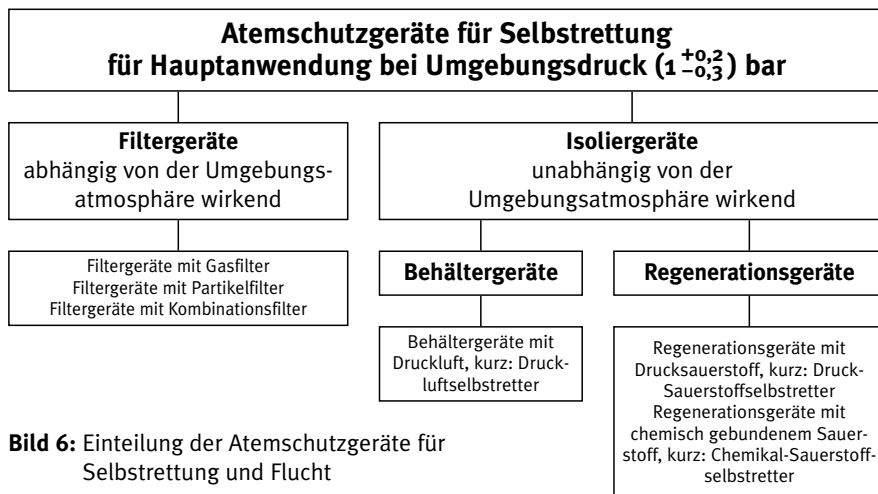 Atemschutzgeräte für Selbstrettung
für Hauptanwendung bei Umgebungsdruck (1 +0,2 −0,3) bar
Filtergeräte
abhängig von der Umgebungs-
atmosphäre wirkend
Isoliergeräte
unabhängig von der
Umgebungsatmosphäre wirkend
Filtergeräte mit Gasfilter
Filtergeräte mit Partikelfilter
Filtergeräte mit Kombinationsfilter
Behältergeräte
Regenerationsgeräte
Behältergeräte mit
Druckluft, kurz: Druck-
luftselbstretter
Regenerationsgeräte mit
Drucksauerstoff, kurz: Druck-
Sauerstoffselbstretter
Regenerationsgeräte mit
chemisch gebundenem Sauer-
stoff, kurz: Chemikal-Sauerstoff-
selbstretter
Bild 6: Einteilung der Atemschutzgeräte für
Selbstrettung und Flucht